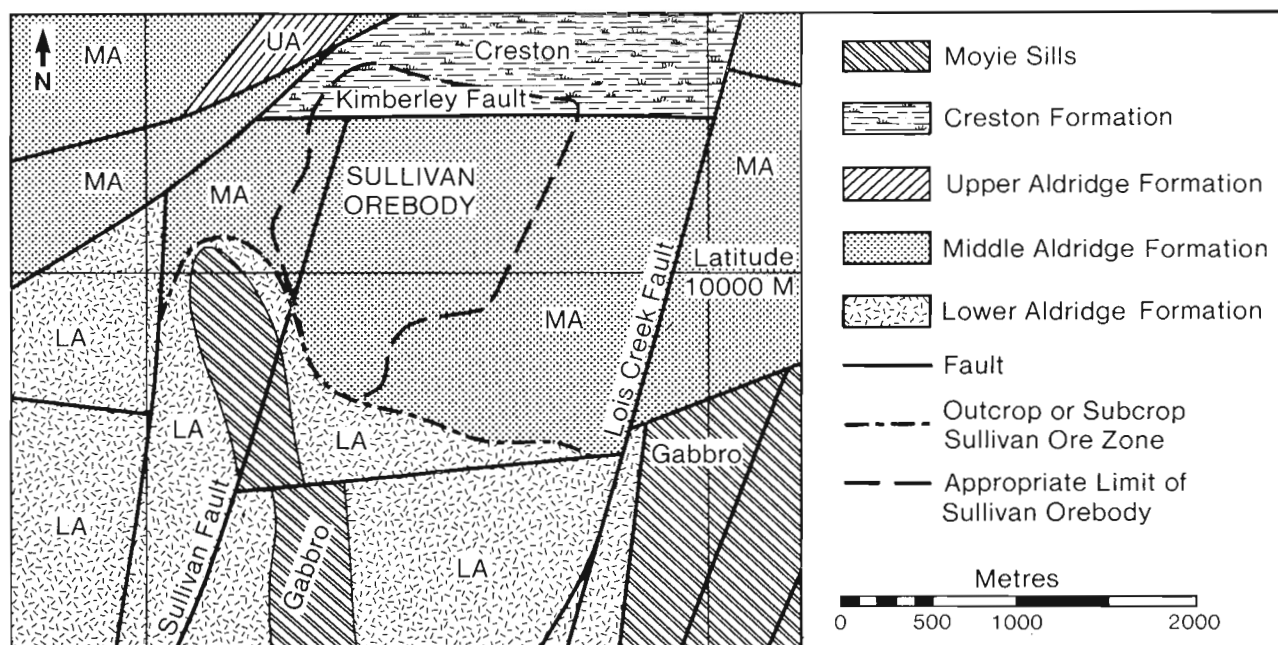 N
MA
UA
Creston
Kimberley Fault
MA
MA
MA
SULLIVAN
OREBODY
Latitude
10000 M
MA
LA
LA
LA
LA
LA
Gabbro
Gabbro
Sullivan Fault
Lois Creek Fault
Moyie Sills
Creston Formation
Upper Aldridge Formation
Middle Aldridge Formation
Lower Aldridge Formation
Fault
Outcrop or Subcrop
Sullivan Ore Zone
Appropriate Limit of
Sullivan Orebody
Metres
0 500 1000 2000